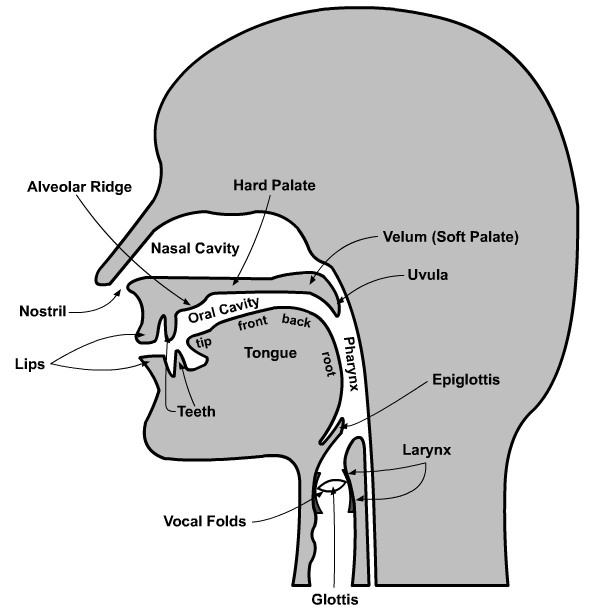 Alveolar Ridge
Hard Palate
Nasal Cavity
Velum (Soft Palate)
Uvula
Nostril
Oral Cavity
tip
front
back
root
Tongue
Pharynx
Lips
Epiglottis
Teeth
Larynx
Vocal Folds
Glottis